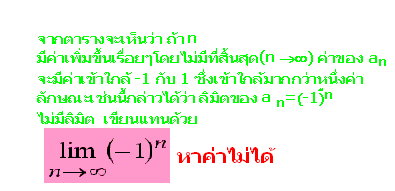 จากตารางจะเห็นว่า ถ้า n
มีค่าเพิ่มขึ้นเรื่อยๆโดยไม่มีที่สิ้นสุด(n →∞) ค่าของ aₙ
จะมีค่าเข้าใกล้ -1 กับ 1 ซึ่งเข้าใกล้มากกว่าหนึ่งค่า
ลักษณะเช่นนี้กล่าวได้ว่า ลิมิตของ a ₙ=(-1)ⁿ
ไม่มีลิมิต เขียนแทนด้วย
lim n→∞ (−1)ⁿ หาค่าไม่ได้